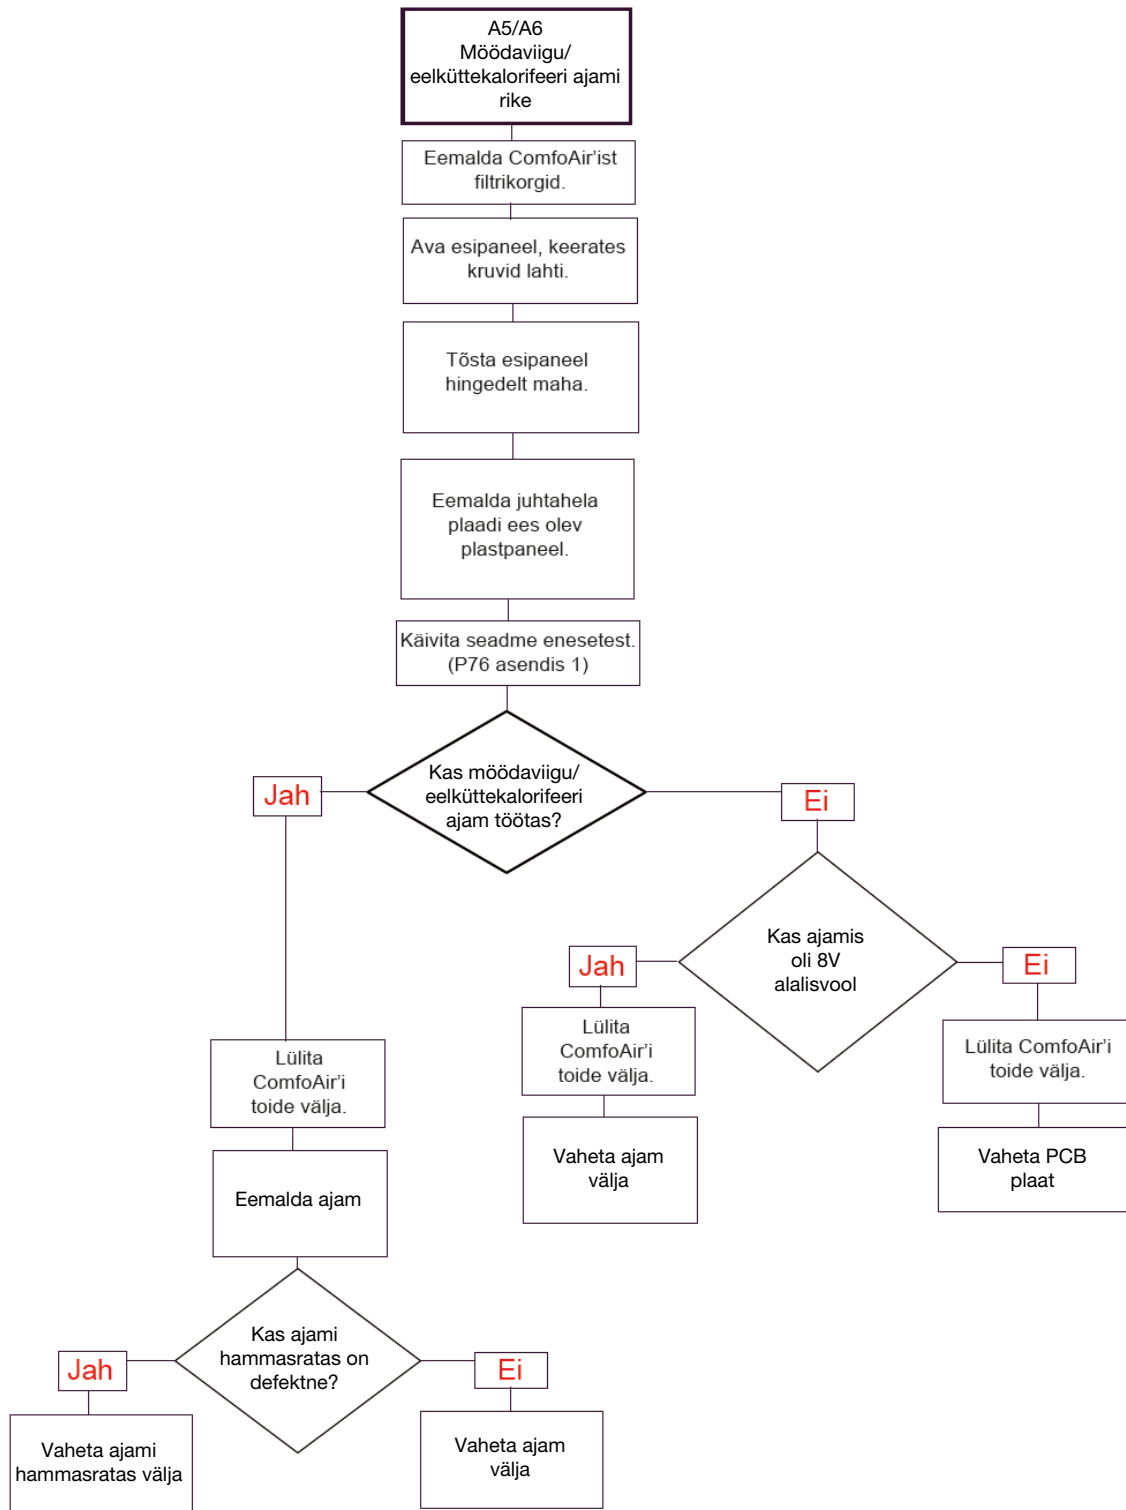 A5/A6
Möödaviigu/
eelküttekalorifeeri ajami
rike
Eemalda ComfoAir'ist
filtrikorgid.
Ava esipaneel, keerates
kruvid lahti.
Tõsta esipaneel
hingedelt maha.
Eemalda juhtahela
plaadi ees olev
plastpaneel.
Käivita seadme enesetest.
(P76 asendis 1)
Kas möödaviigu/
eelküttekalorifeeri
ajam töötas?
Jah
Ei
Kas ajamis
oli 8V
alalisvool
Jah
Ei
Lülita
ComfoAir'i
toide välja.
Lülita ComfoAir'i
toide välja.
Lülita
ComfoAir'i
toide välja.
Vaheta ajam
välja
Vaheta PCB
plaat
Eemalda ajam
Kas ajami
hammasratas on
defektne?
Jah
Ei
Vaheta ajami
hammasratas välja
Vaheta ajam
välja